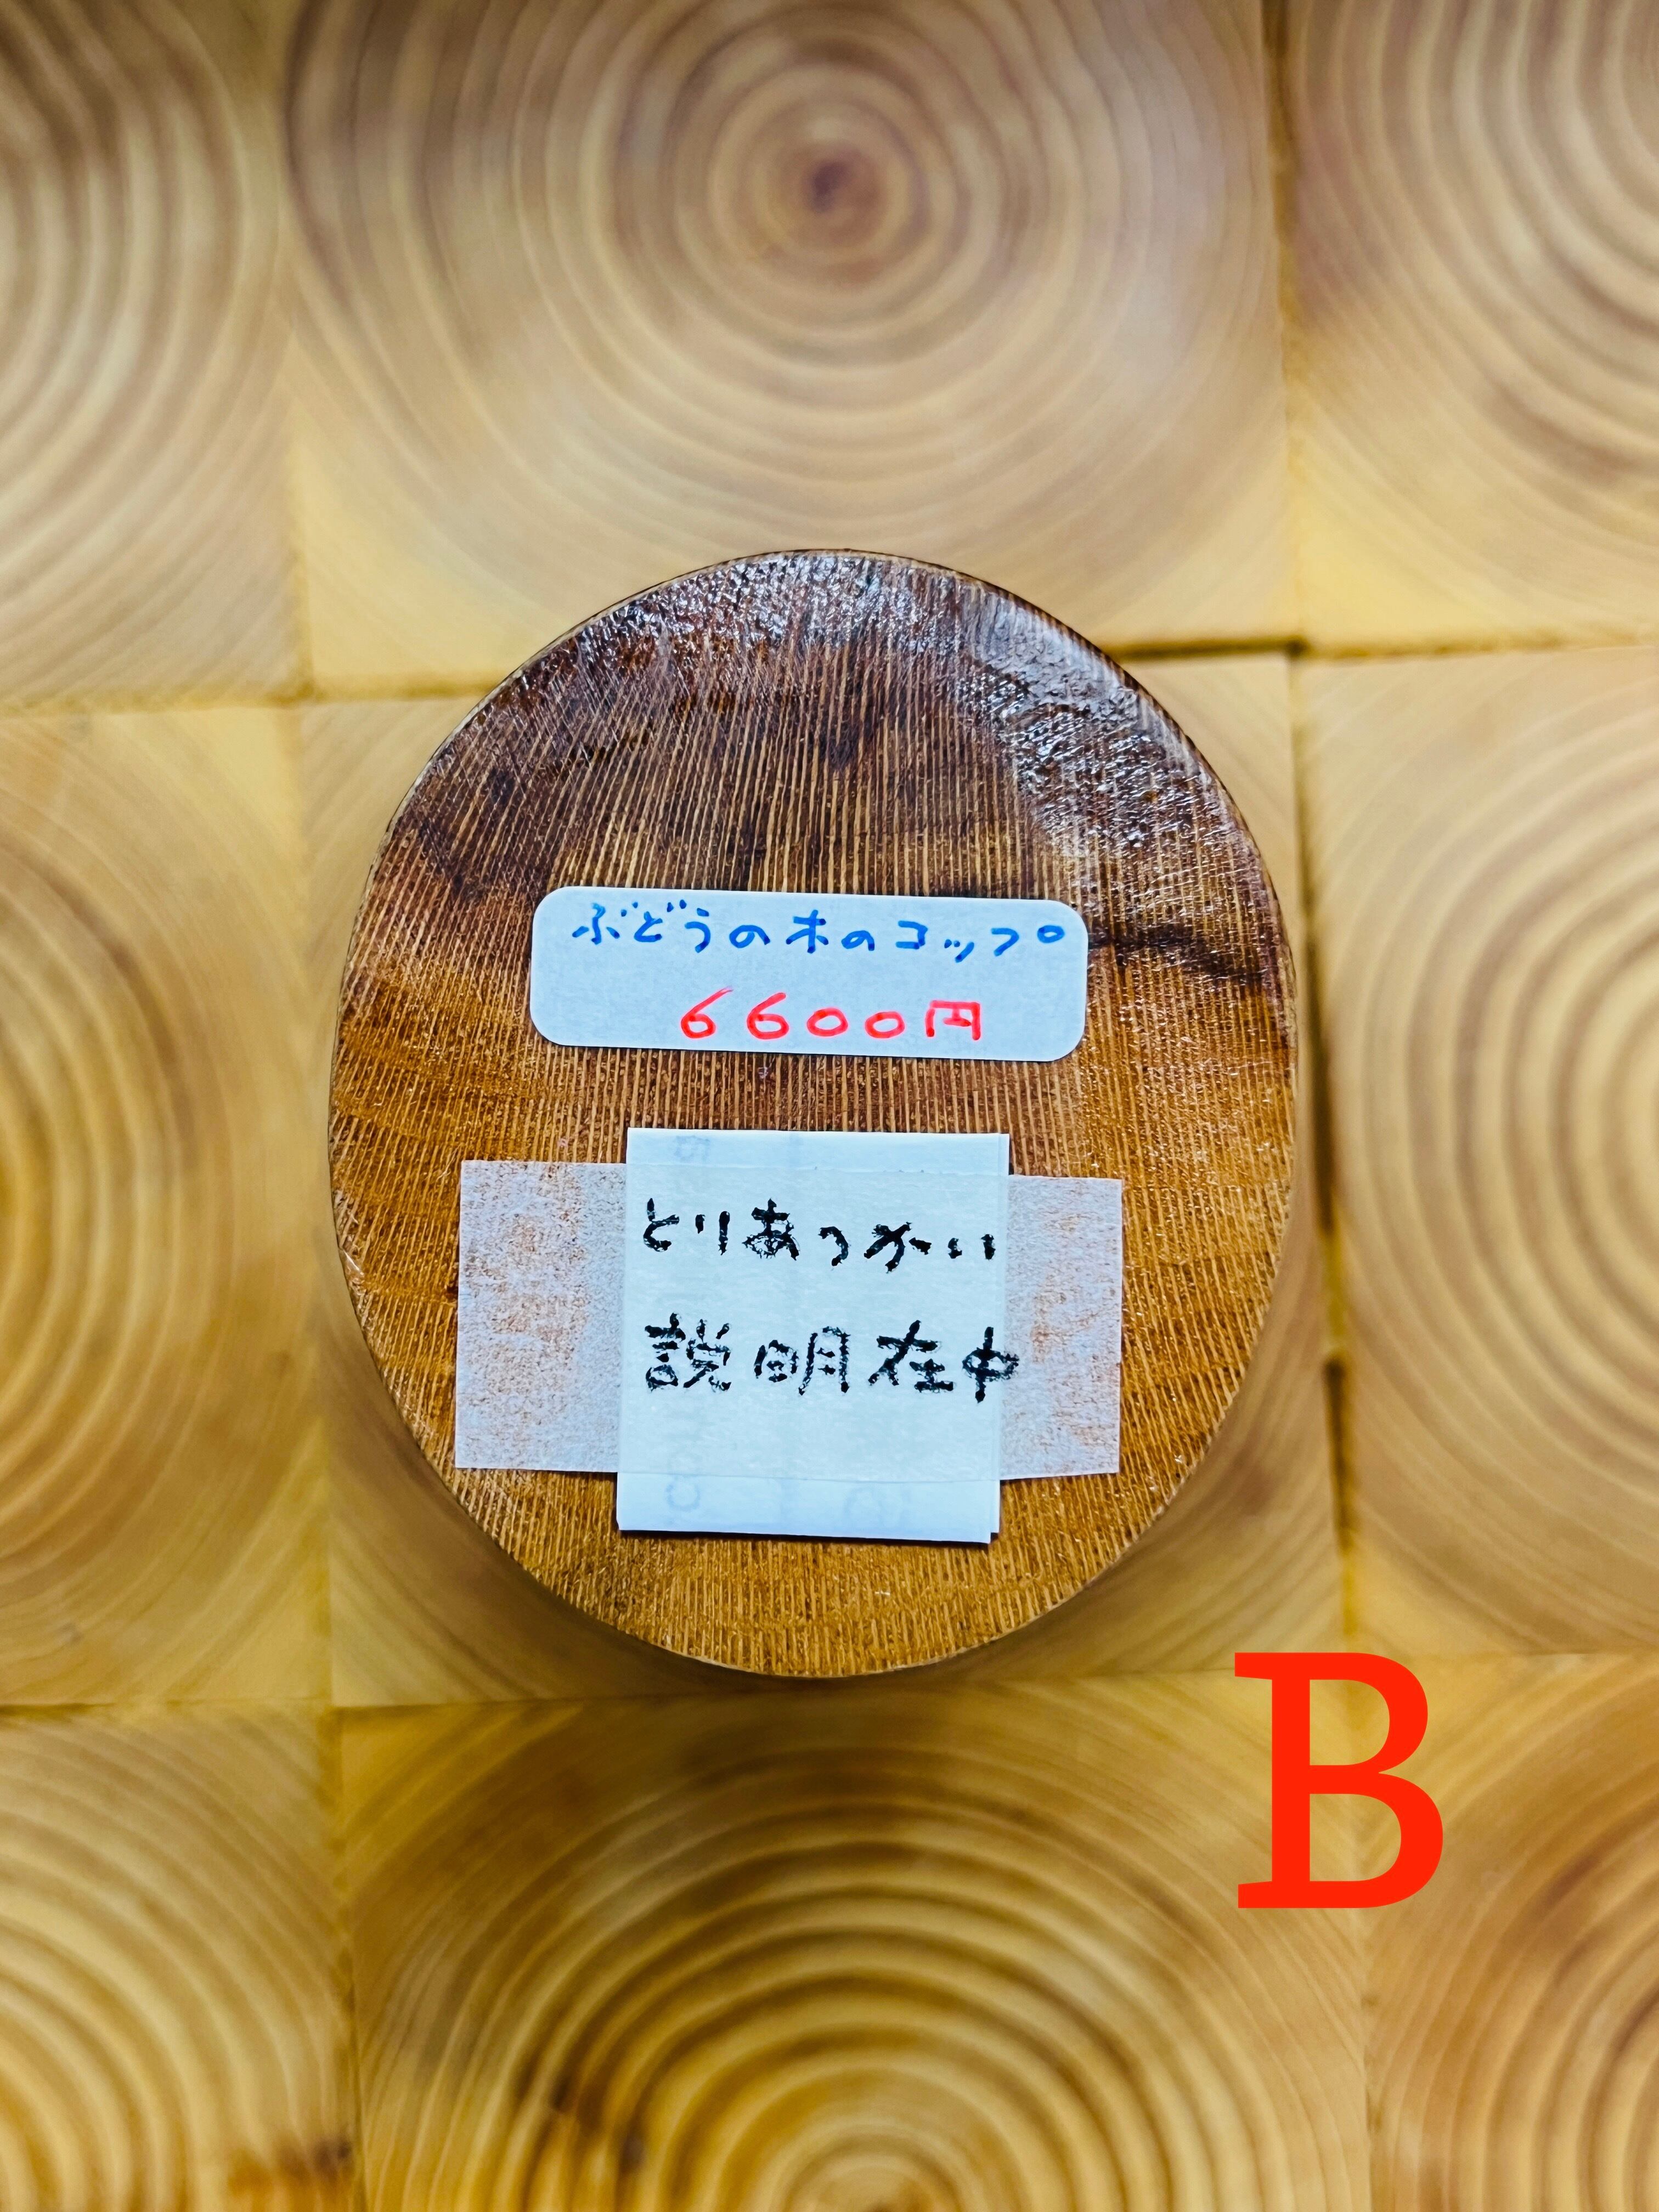 ぶどうの木のコップ
6600円
とりあつかい
説明在中
B